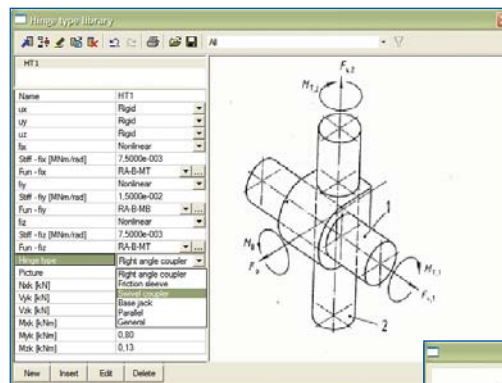 Hinge type library
All
HT1
Name HT1
ux Rigid
uy Rigid
uz Rigid
fix Nonlinear
Stiff - fix [MNm/rad] 7,5000e-003
Fun - fix RA-B-MT
fiy Nonlinear
Stiff - fiy [MNm/rad] 1,5000e-002
Fun - fiy RA-B-MB
fiz Nonlinear
Stiff - fiz [MNm/rad] 7,5000e-003
Fun - fiz RA-B-MT
Hinge type Right angle coupler
Picture Right angle coupler
Friction sleeve
Nxk [kN] Swivel coupler
Vyk [kN] Base jack
Vzk [kN] Parallel
Mxk [kNm] General
Myk [kNm] 0,80
Mzk [kNm] 0,13
New Insert Edit Delete
1
2